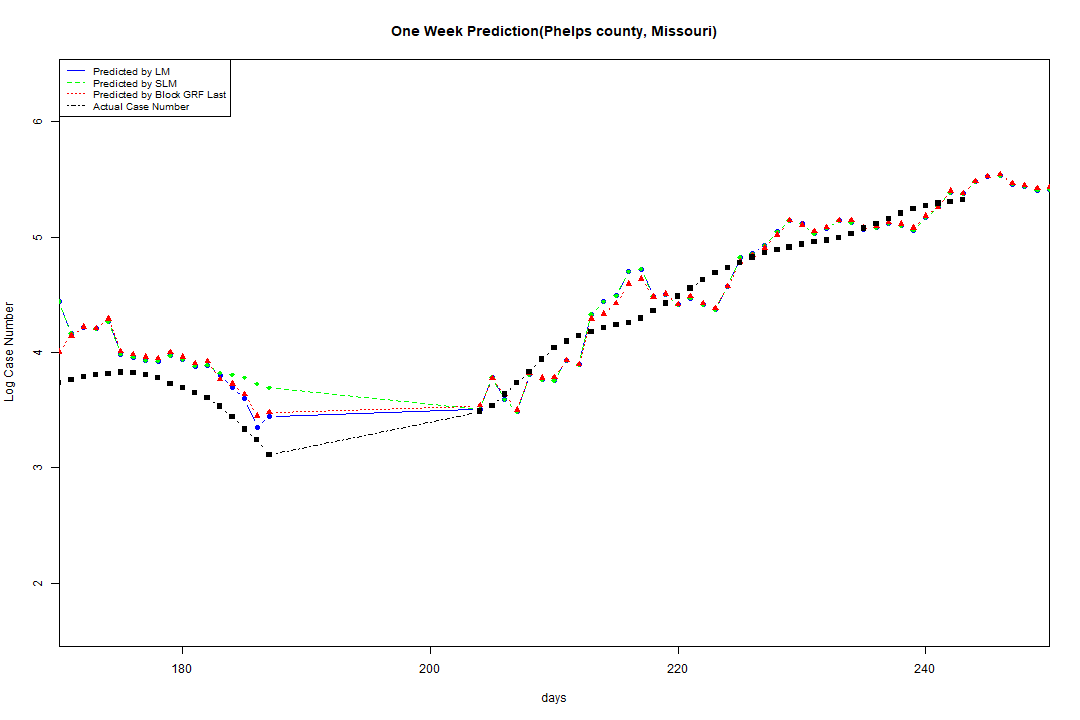 One Week Prediction(Phelps county, Missouri)
Predicted by LM
Predicted by SLM
Predicted by Block GRF Last
Actual Case Number
Log Case Number
6
5
4
3
2
180
200
220
240
days